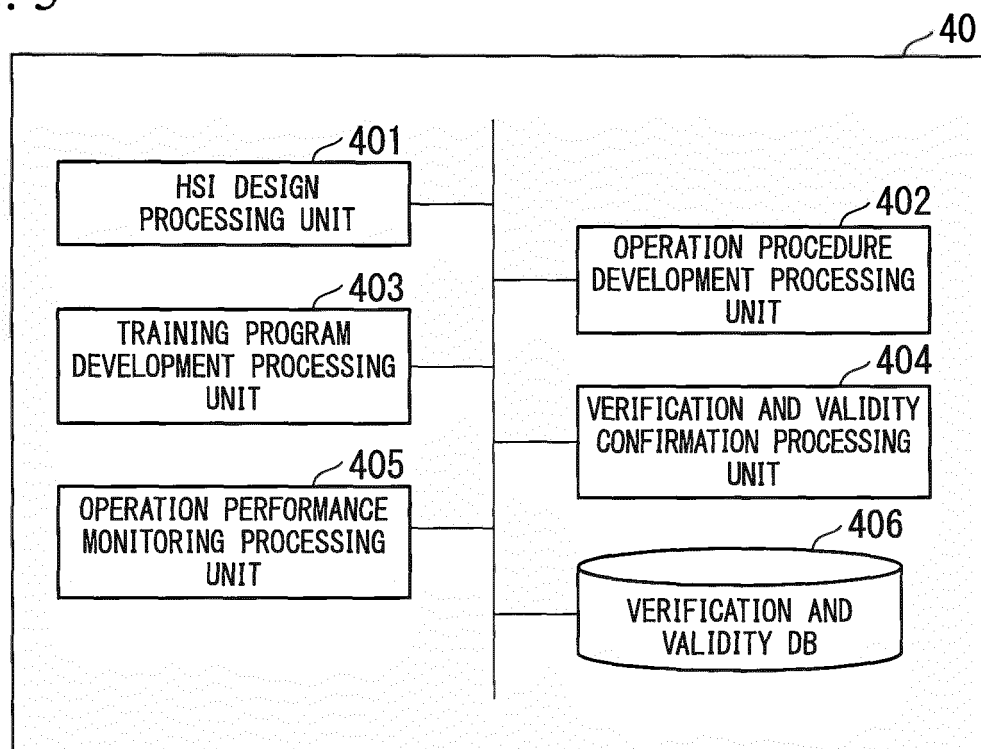 40
401
HSI DESIGN
PROCESSING UNIT
402
OPERATION PROCEDURE
DEVELOPMENT PROCESSING
UNIT
403
TRAINING PROGRAM
DEVELOPMENT PROCESSING
UNIT
404
VERIFICATION AND VALIDITY
CONFIRMATION PROCESSING
UNIT
405
OPERATION PERFORMANCE
MONITORING PROCESSING
UNIT
406
VERIFICATION AND
VALIDITY DB